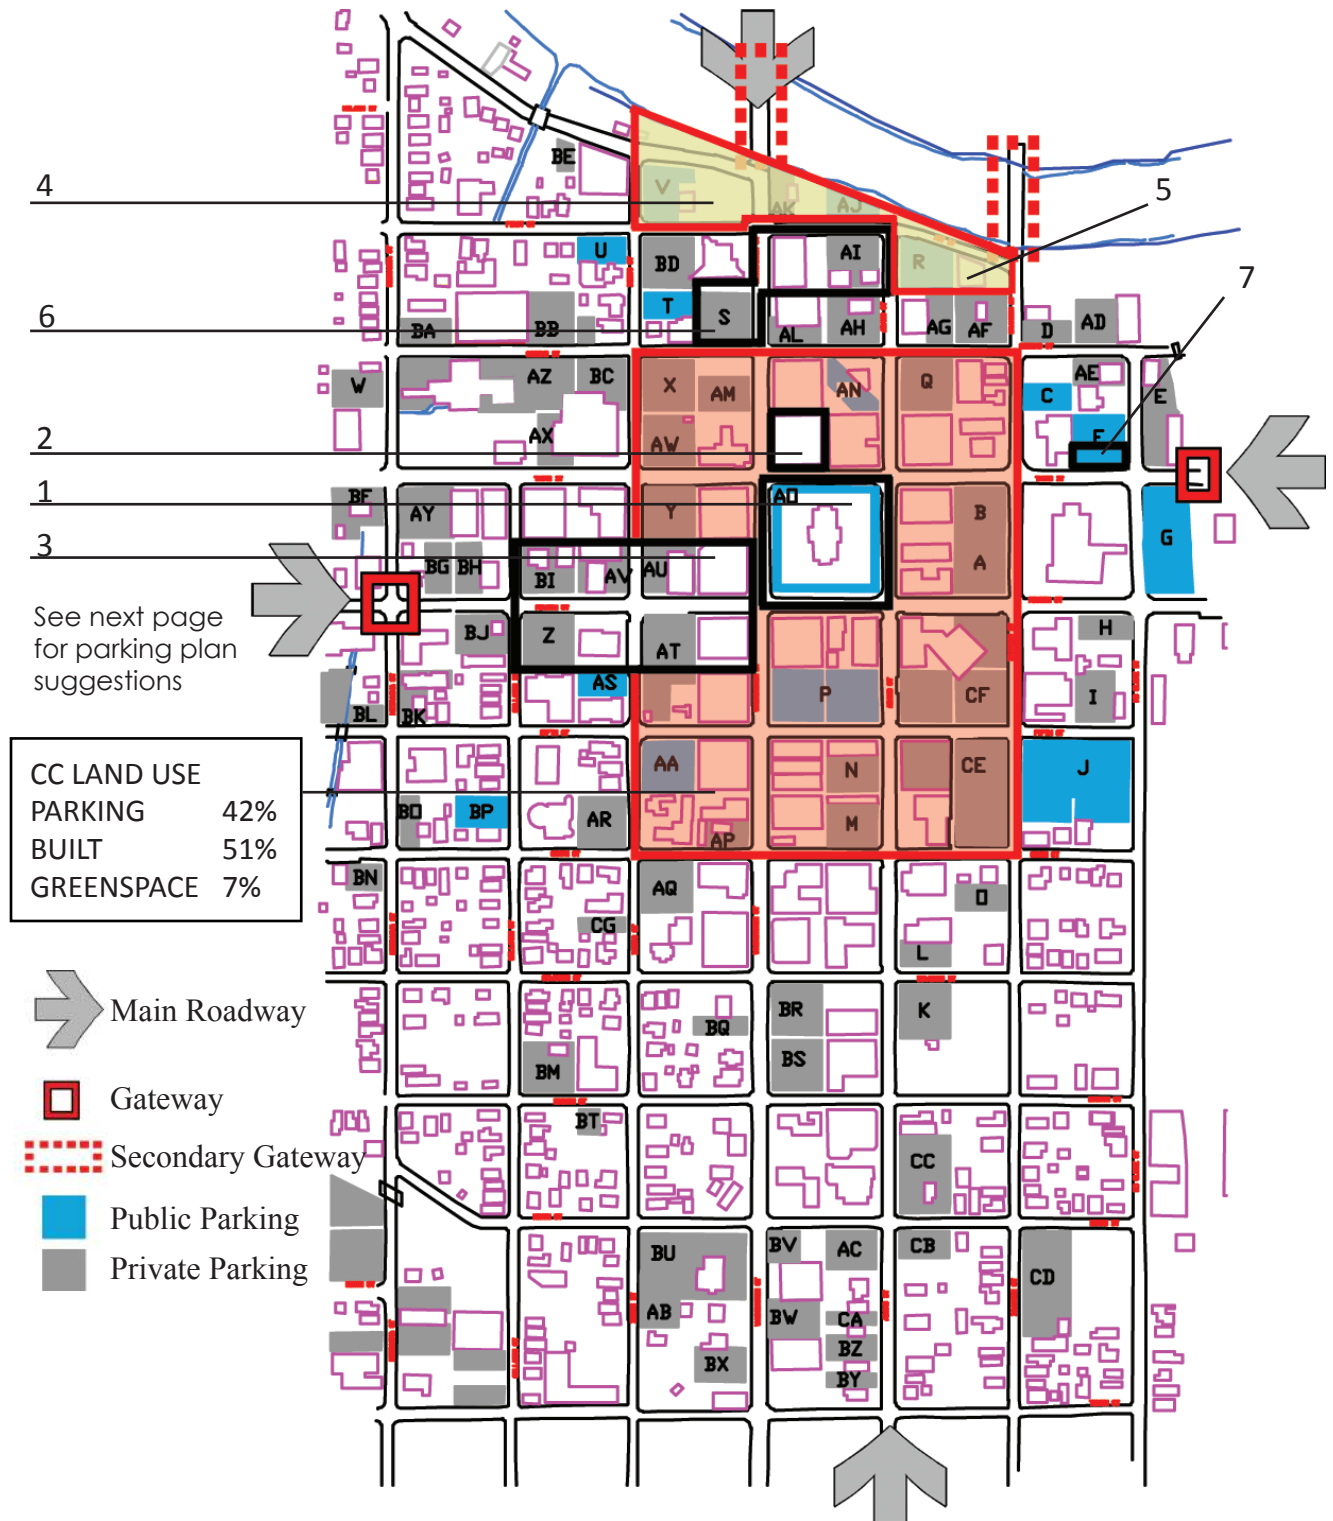 BE
4
V
AK
AJ
5
U
BD
AI
R
7
T
S
6
BA
BB
AL
AH
AG
AF
D
AD
W
AZ
BC
X
AM
AN
Q
C
AE
E
AX
AW
F
2
1
BF
AY
Y
AO
B
G
3
BG
BH
BI
AV
AU
A
See next page
for parking plan
suggestions
BJ
Z
AT
H
AS
P
CF
I
BL
BK
CC LAND USE
PARKING 42%
BUILT 51%
GREENSPACE 7%
AA
N
CE
J
BO
BP
AR
AP
M
BN
AQ
O
CG
L
Main Roadway
BQ
BR
K
BM
BS
Gateway
BT
Secondary Gateway
CC
Public Parking
BU
BV
AC
CB
Private Parking
CD
AB
BW
CA
BX
BZ
BY